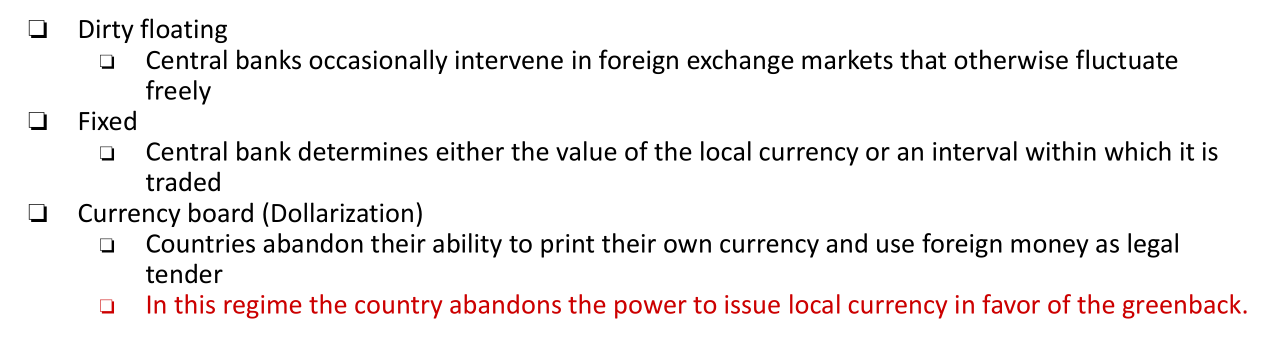 Dirty floating
Central banks occasionally intervene in foreign exchange markets that otherwise fluctuate
freely
Fixed
Central bank determines either the value of the local currency or an interval within which it is
traded
Currency board (Dollarization)
Countries abandon their ability to print their own currency and use foreign money as legal
tender
In this regime the country abandons the power to issue local currency in favor of the greenback.